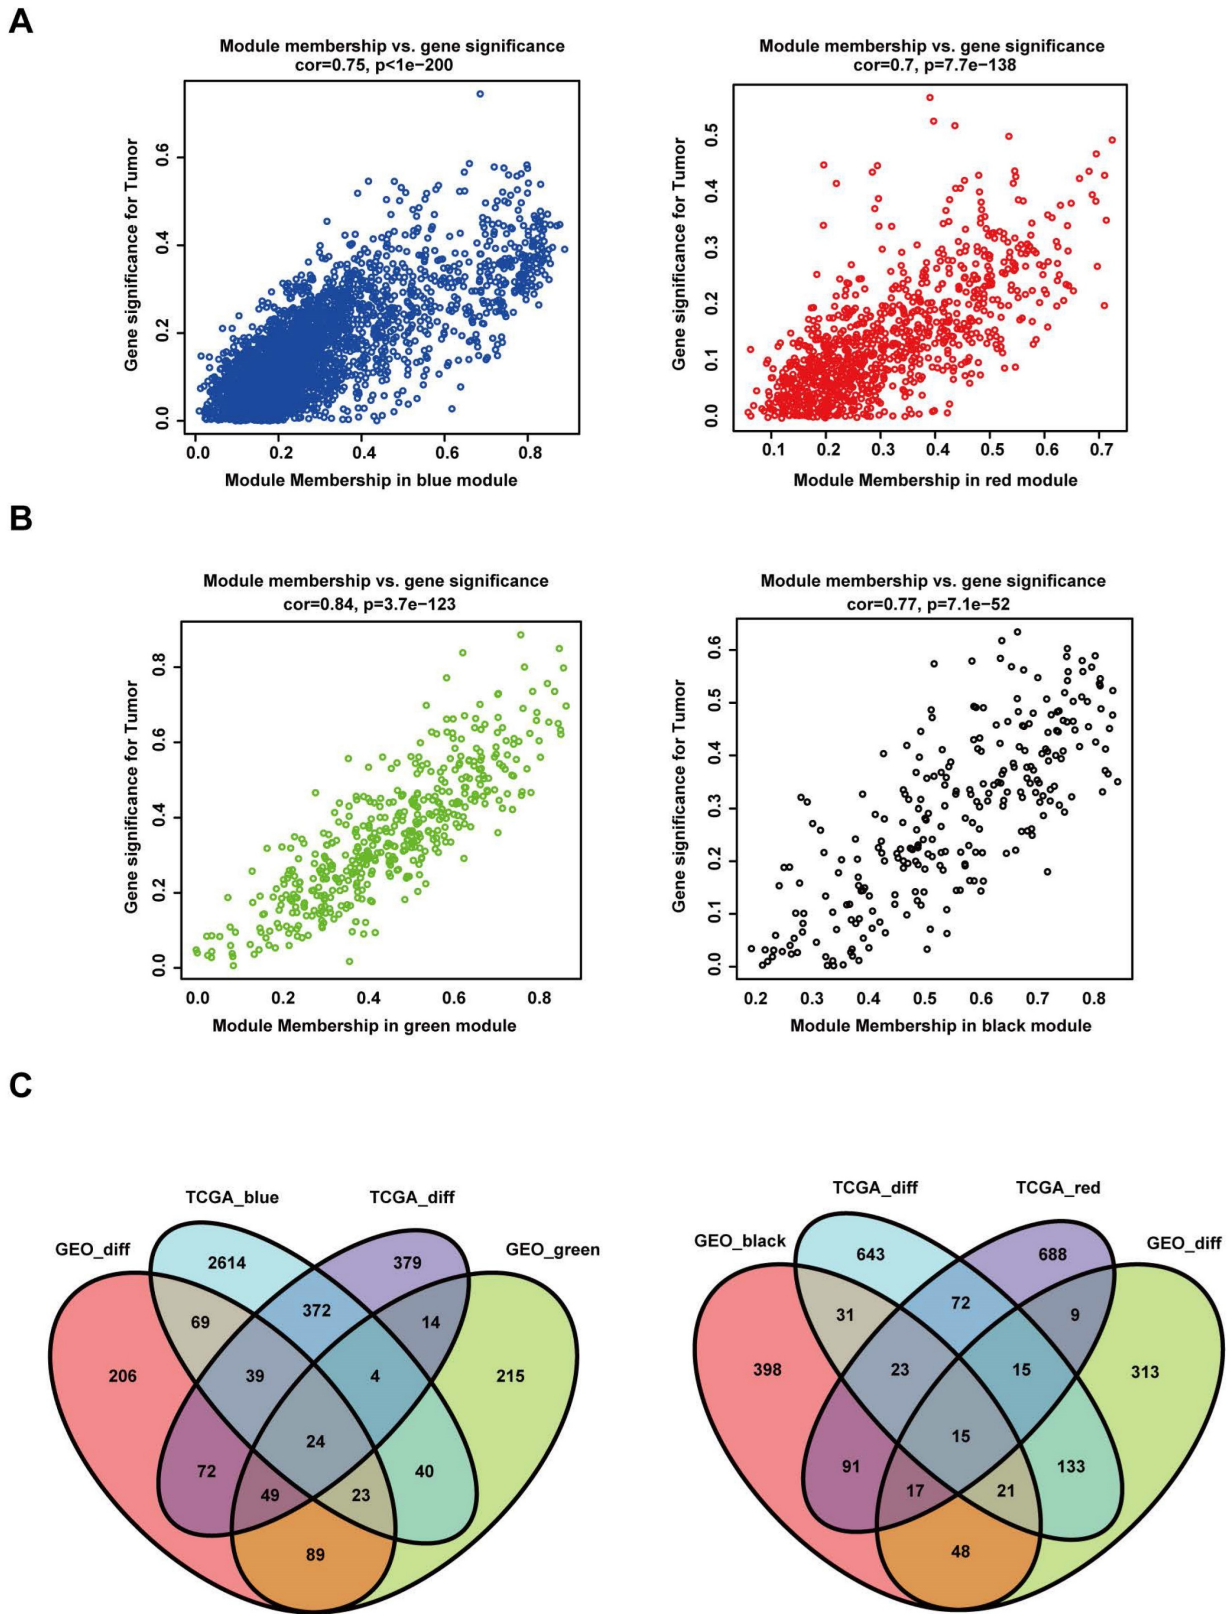 A
Module membership vs. gene significance
cor=0.75, p<1e−200
Gene significance for Tumor
0.6
0.4
0.2
0.0
0.0 0.2 0.4 0.6 0.8
Module Membership in blue module
Module membership vs. gene significance
cor=0.7, p=7.7e−138
Gene significance for Tumor
0.5
0.4
0.3
0.2
0.1
0.0
0.1 0.2 0.3 0.4 0.5 0.6 0.7
Module Membership in red module
B
Module membership vs. gene significance
cor=0.84, p=3.7e−123
Gene significance for Tumor
0.8
0.6
0.4
0.2
0.0
0.0 0.2 0.4 0.6 0.8
Module Membership in green module
Module membership vs. gene significance
cor=0.77, p=7.1e−52
Gene significance for Tumor
0.6
0.5
0.4
0.3
0.2
0.1
0.0
0.2 0.3 0.4 0.5 0.6 0.7 0.8
Module Membership in black module
C
TCGA_blue TCGA_diff
GEO_diff GEO_green
2614 379
372
69 14
206 39 4 215
24
72 40
49 23
89
TCGA_diff TCGA_red
GEO_black GEO_diff
643 688
72
31 9
398 23 15 313
15
91 133
17 21
48